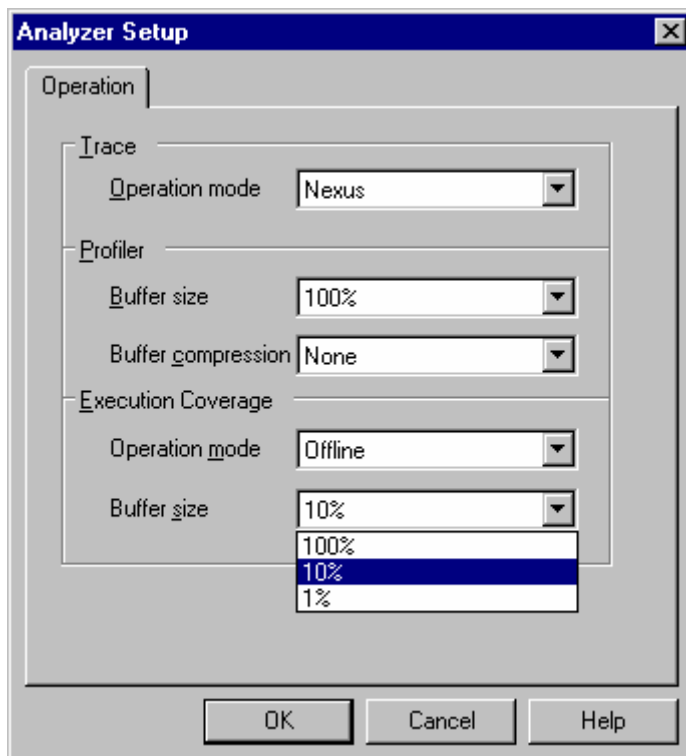 Analyzer Setup
Operation
Trace
Operation mode Nexus
Profiler
Buffer size 100%
Buffer compression None
Execution Coverage
Operation mode Offline
Buffer size 10%
100%
10%
1%
OK Cancel Help